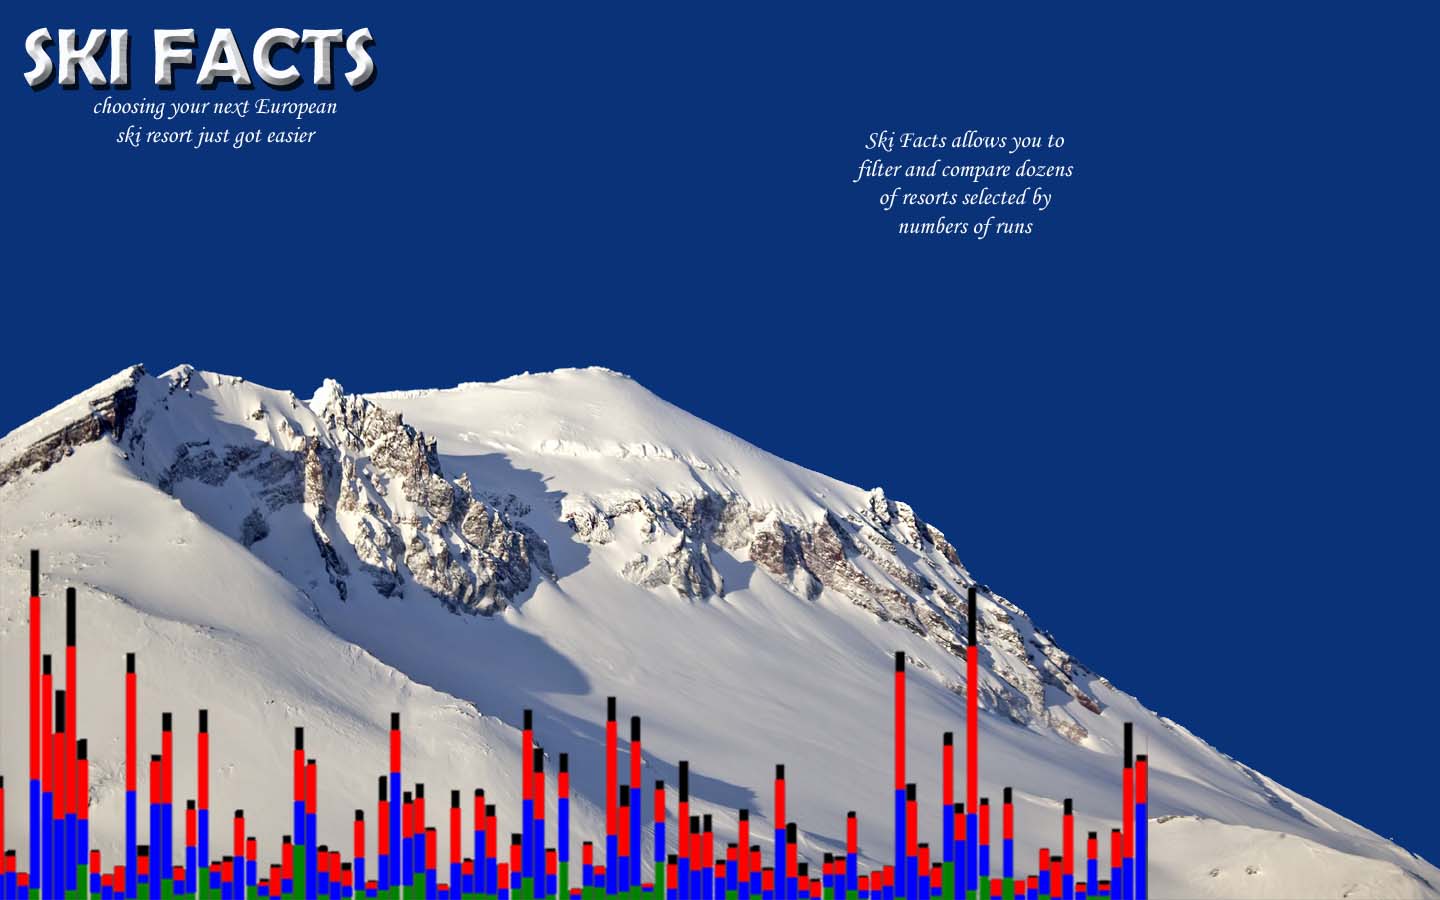 SKI FACTS
choosing your next European
ski resort just got easier
Ski Facts allows you to
filter and compare dozens
of resorts selected by
numbers of runs